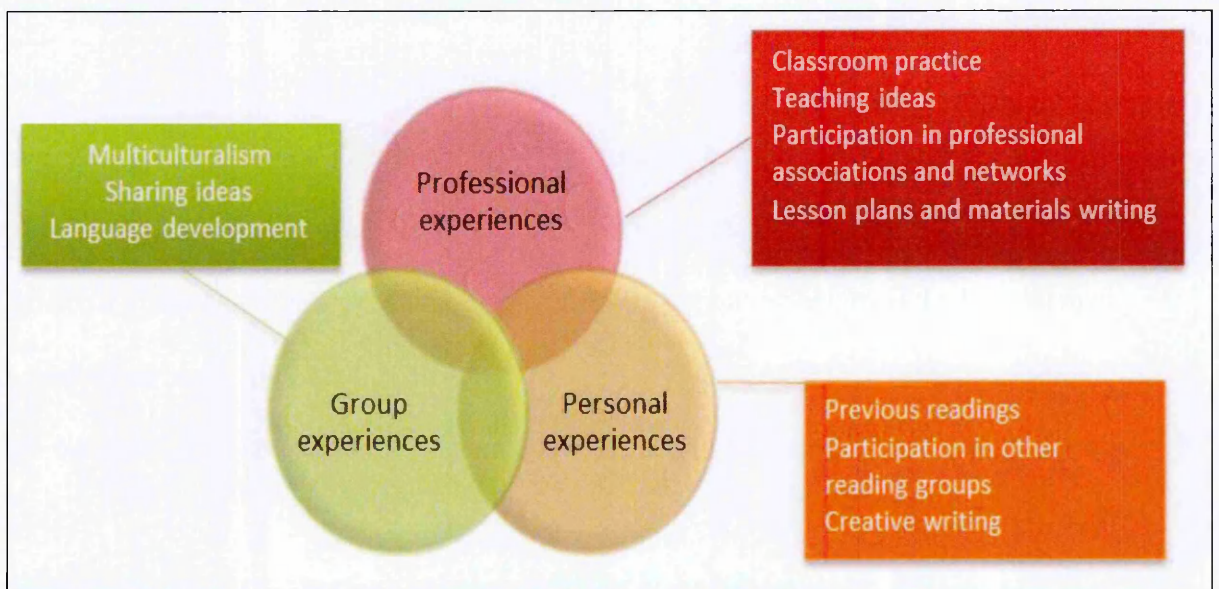 Classroom practice
Teaching ideas
Participation in professional
associations and networks
Lesson plans and materials writing
Multiculturalism
Sharing ideas
Language development
Professional
experiences
Group
experiences
Personal
experiences
Previous readings
Participation in other
reading groups
Creative writing